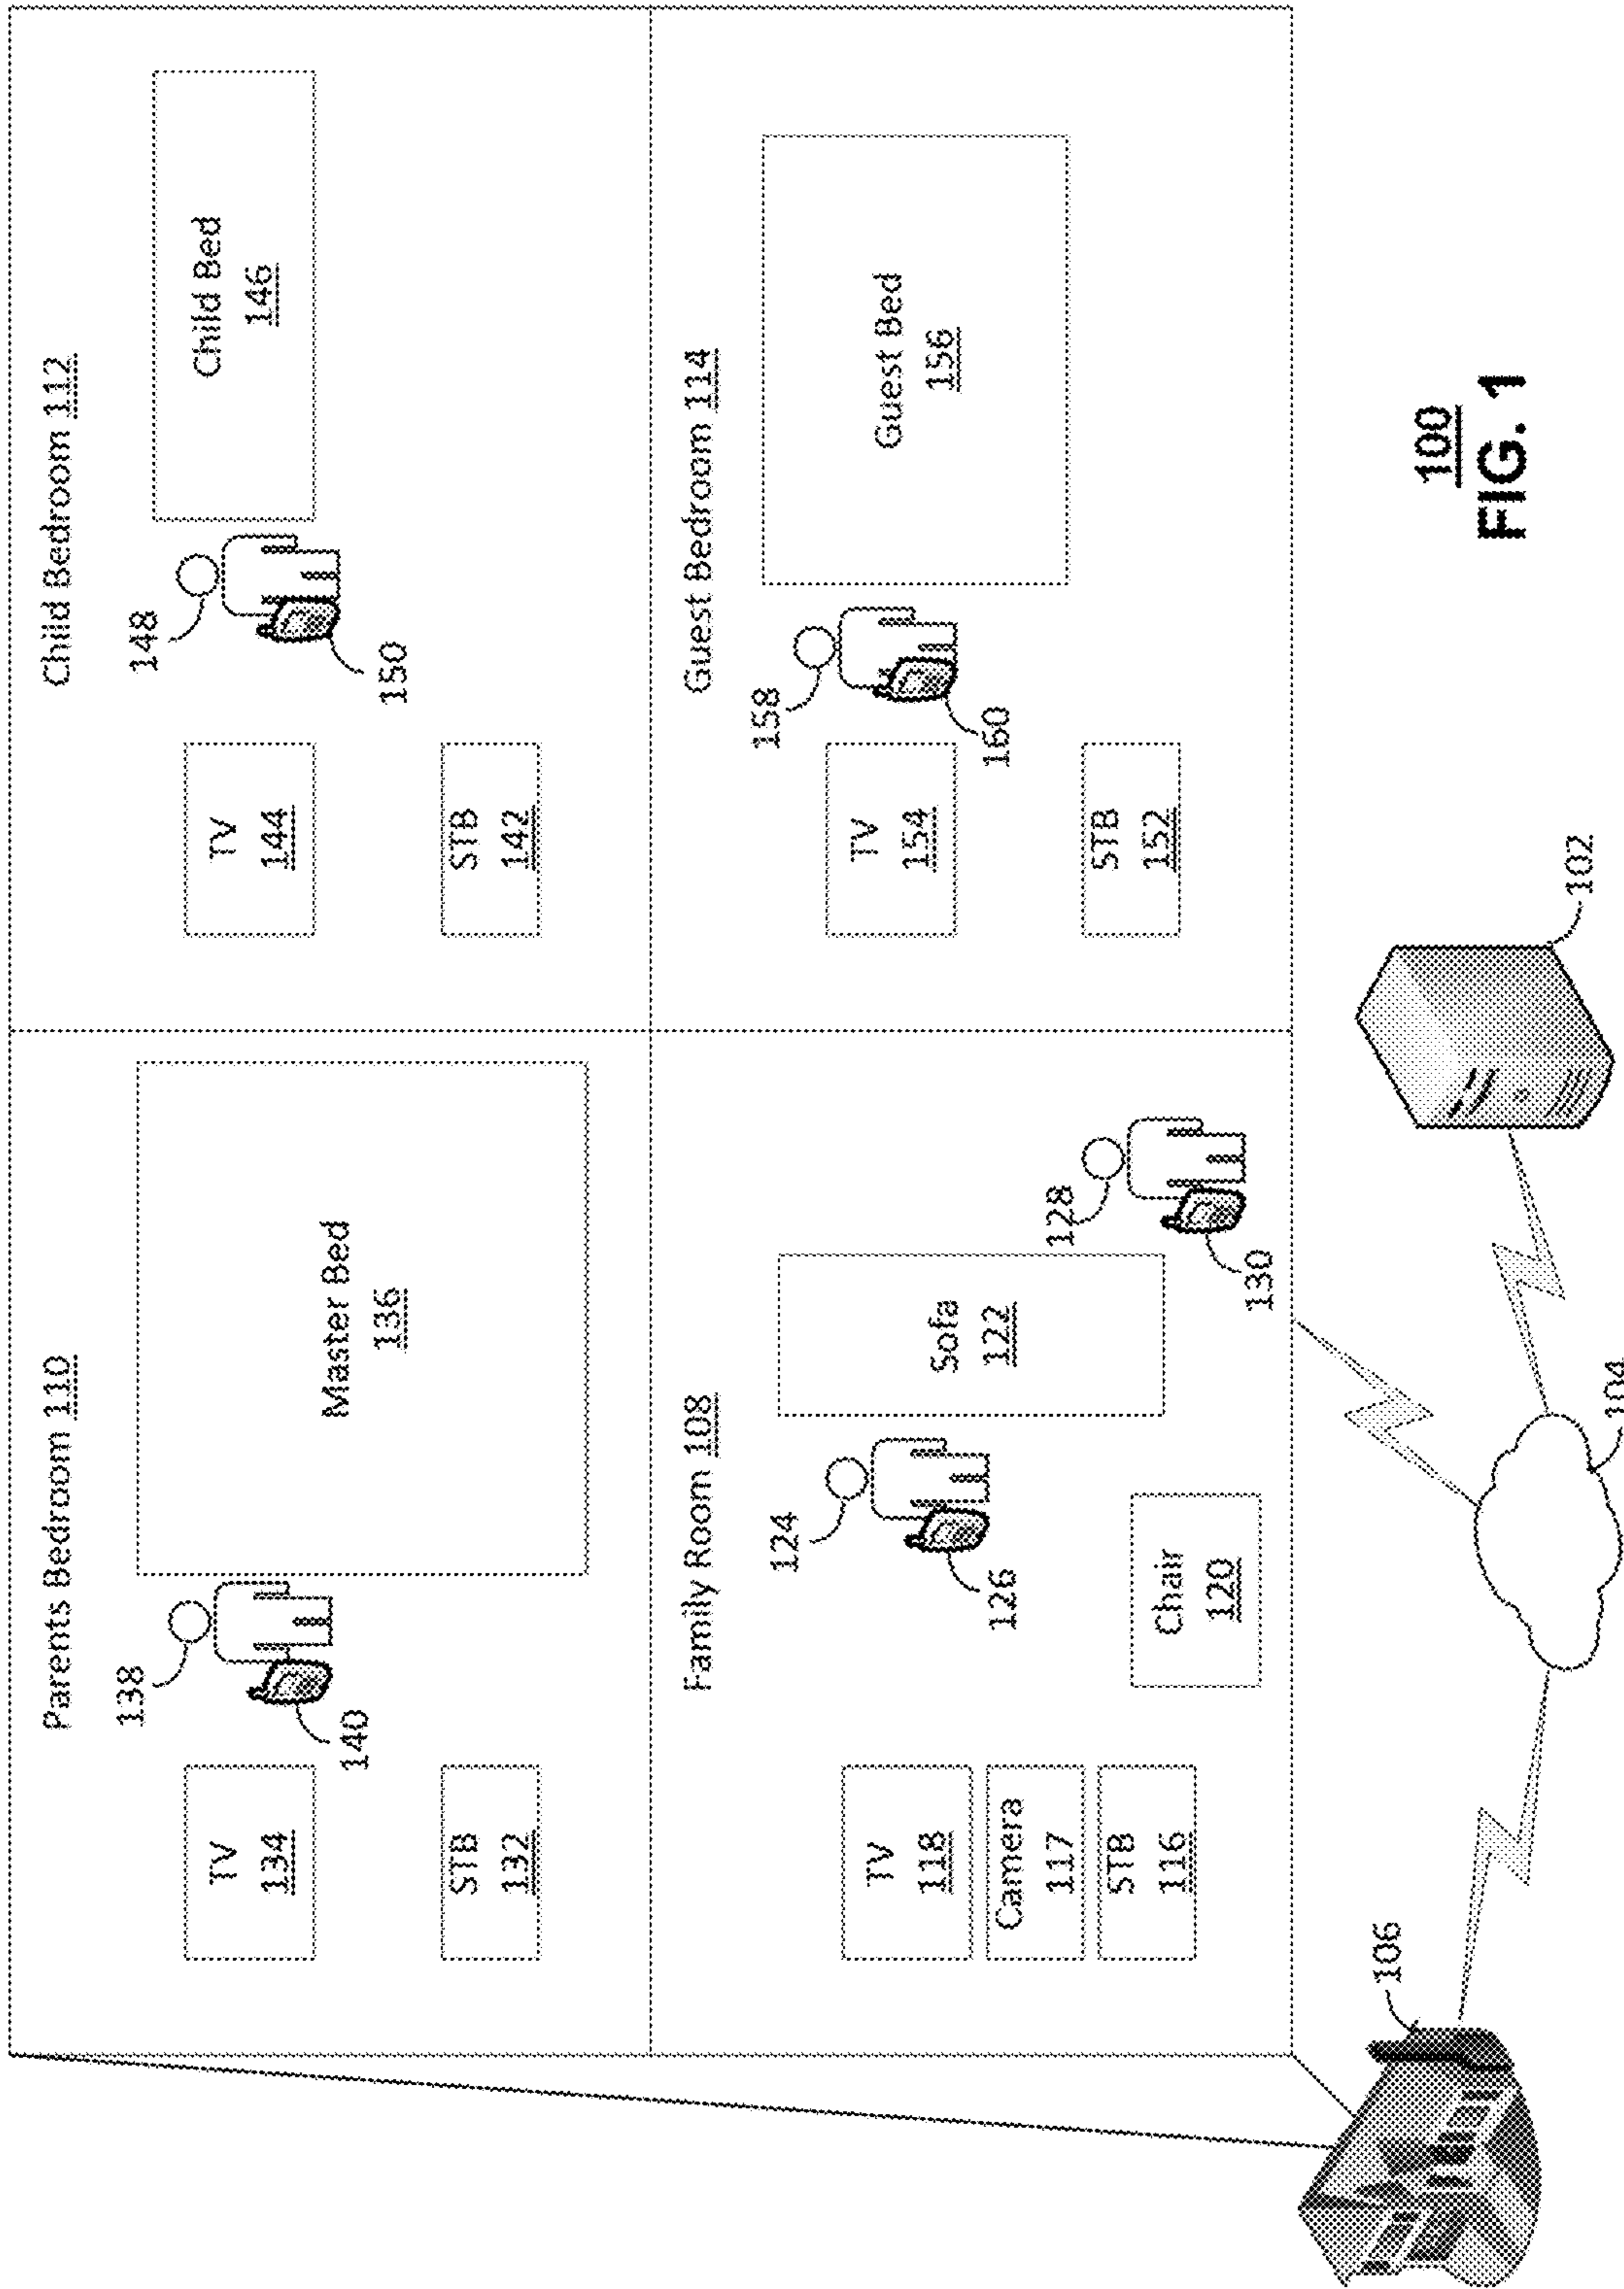 Parents Bedroom 110
138
140
TV
134
STB
132
Master Bed
136
Child Bedroom 112
148
150
TV
144
STB
142
Child Bed
146
Family Room 108
124
126
TV
118
Camera
117
STB
116
Chair
120
Sofa
122
128
130
Guest Bedroom 114
158
160
TV
154
STB
152
Guest Bed
156
106
104
102
100
FIG. 1